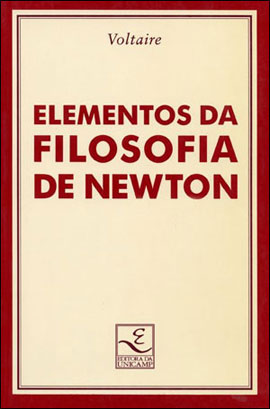 Voltaire
ELEMENTOS DA
FILOSOFIA
DE NEWTON
EDITORA DA
UNICAMP